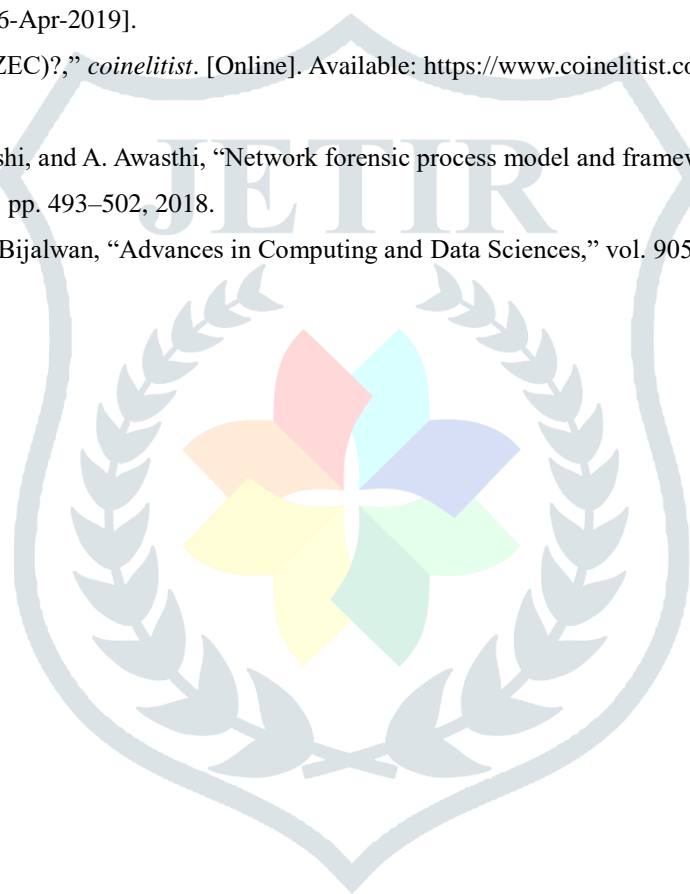 6-Apr-2019].
ZEC)?,” coinelitist. [Online]. Available: https://www.coinelitist.co
shi, and A. Awasthi, “Network forensic process model and framew
pp. 493–502, 2018.
Bijalwan, “Advances in Computing and Data Sciences,” vol. 905
JETIR